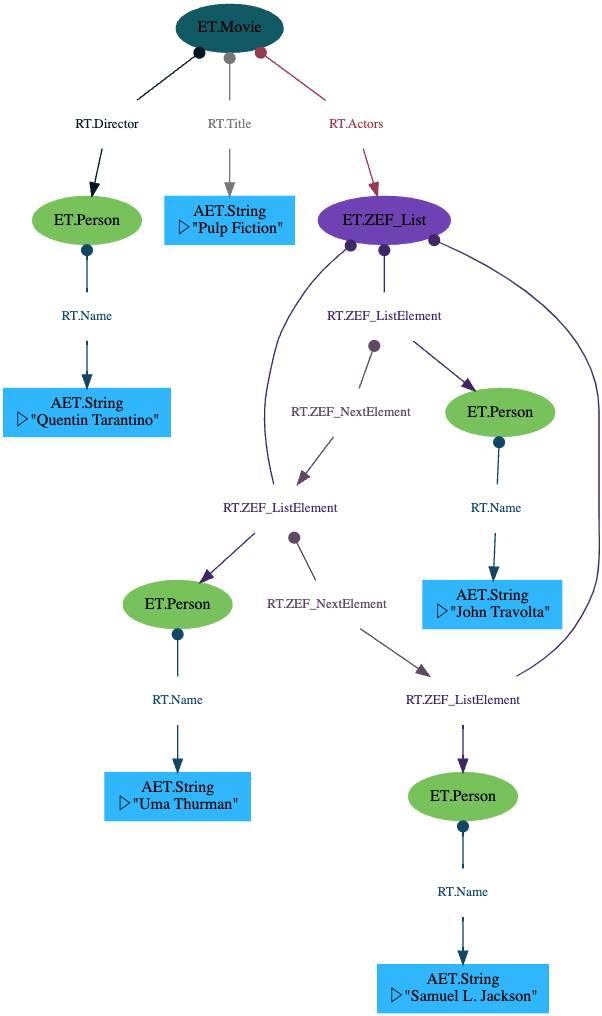 ET.Movie
RT.Director
RT.Title
RT.Actors
ET.Person
AET.String
▷"Pulp Fiction"
ET.ZEF_List
RT.Name
RT.ZEF_ListElement
AET.String
▷"Quentin Tarantino"
RT.ZEF_NextElement
ET.Person
RT.ZEF_ListElement
RT.Name
ET.Person
RT.ZEF_NextElement
AET.String
▷"John Travolta"
RT.Name
RT.ZEF_ListElement
AET.String
▷"Uma Thurman"
ET.Person
RT.Name
AET.String
▷"Samuel L. Jackson"